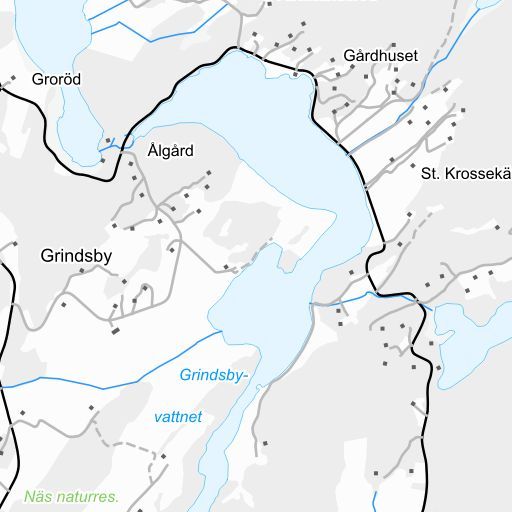 Gårdhuset
Groröd
Ålgård
St. Krossekä
Grindsby
Grindsby-
vattnet
Näs naturres.